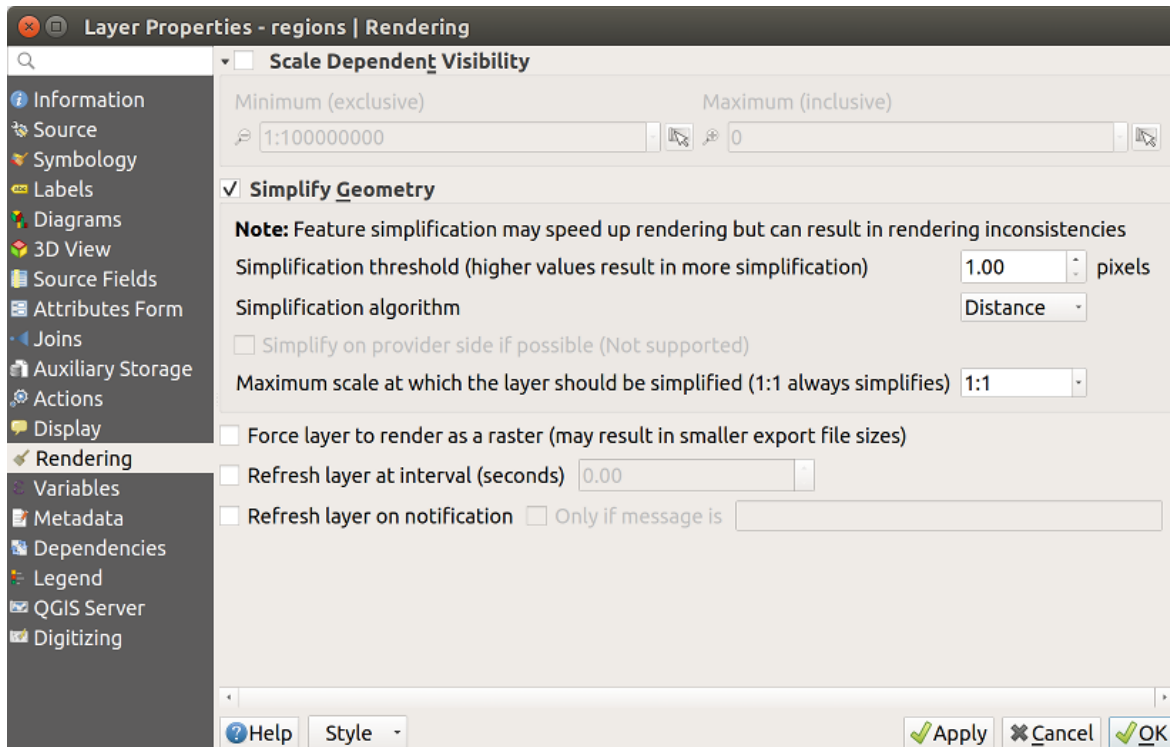 Layer Properties - regions | Rendering
Information
Source
Symbology
abc Labels
Diagrams
3D View
Source Fields
Attributes Form
Joins
Auxiliary Storage
Actions
Display
Rendering
Variables
Metadata
Dependencies
Legend
QGIS Server
Digitizing
Scale Dependent Visibility
Minimum (exclusive) Maximum (inclusive)
1:100000000 0
Simplify Geometry
Note: Feature simplification may speed up rendering but can result in rendering inconsistencies
Simplification threshold (higher values result in more simplification) 1.00 pixels
Simplification algorithm Distance
Simplify on provider side if possible (Not supported)
Maximum scale at which the layer should be simplified (1:1 always simplifies) 1:1
Force layer to render as a raster (may result in smaller export file sizes)
Refresh layer at interval (seconds) 0.00
Refresh layer on notification Only if message is
Help Style Apply Cancel OK